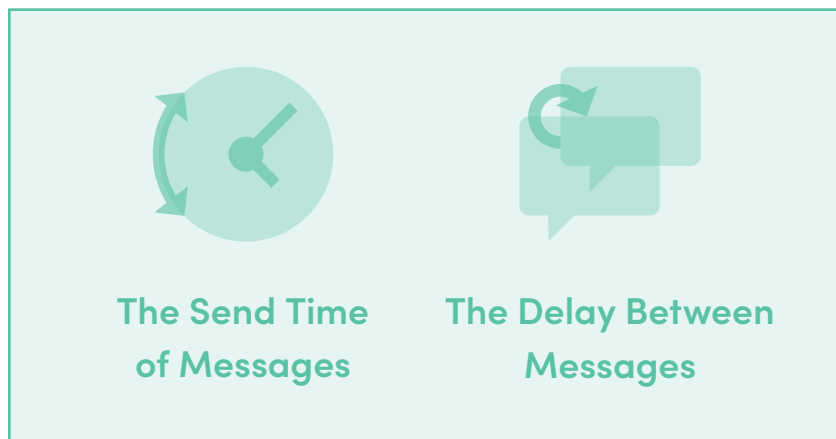 The Send Time
of Messages
The Delay Between
Messages